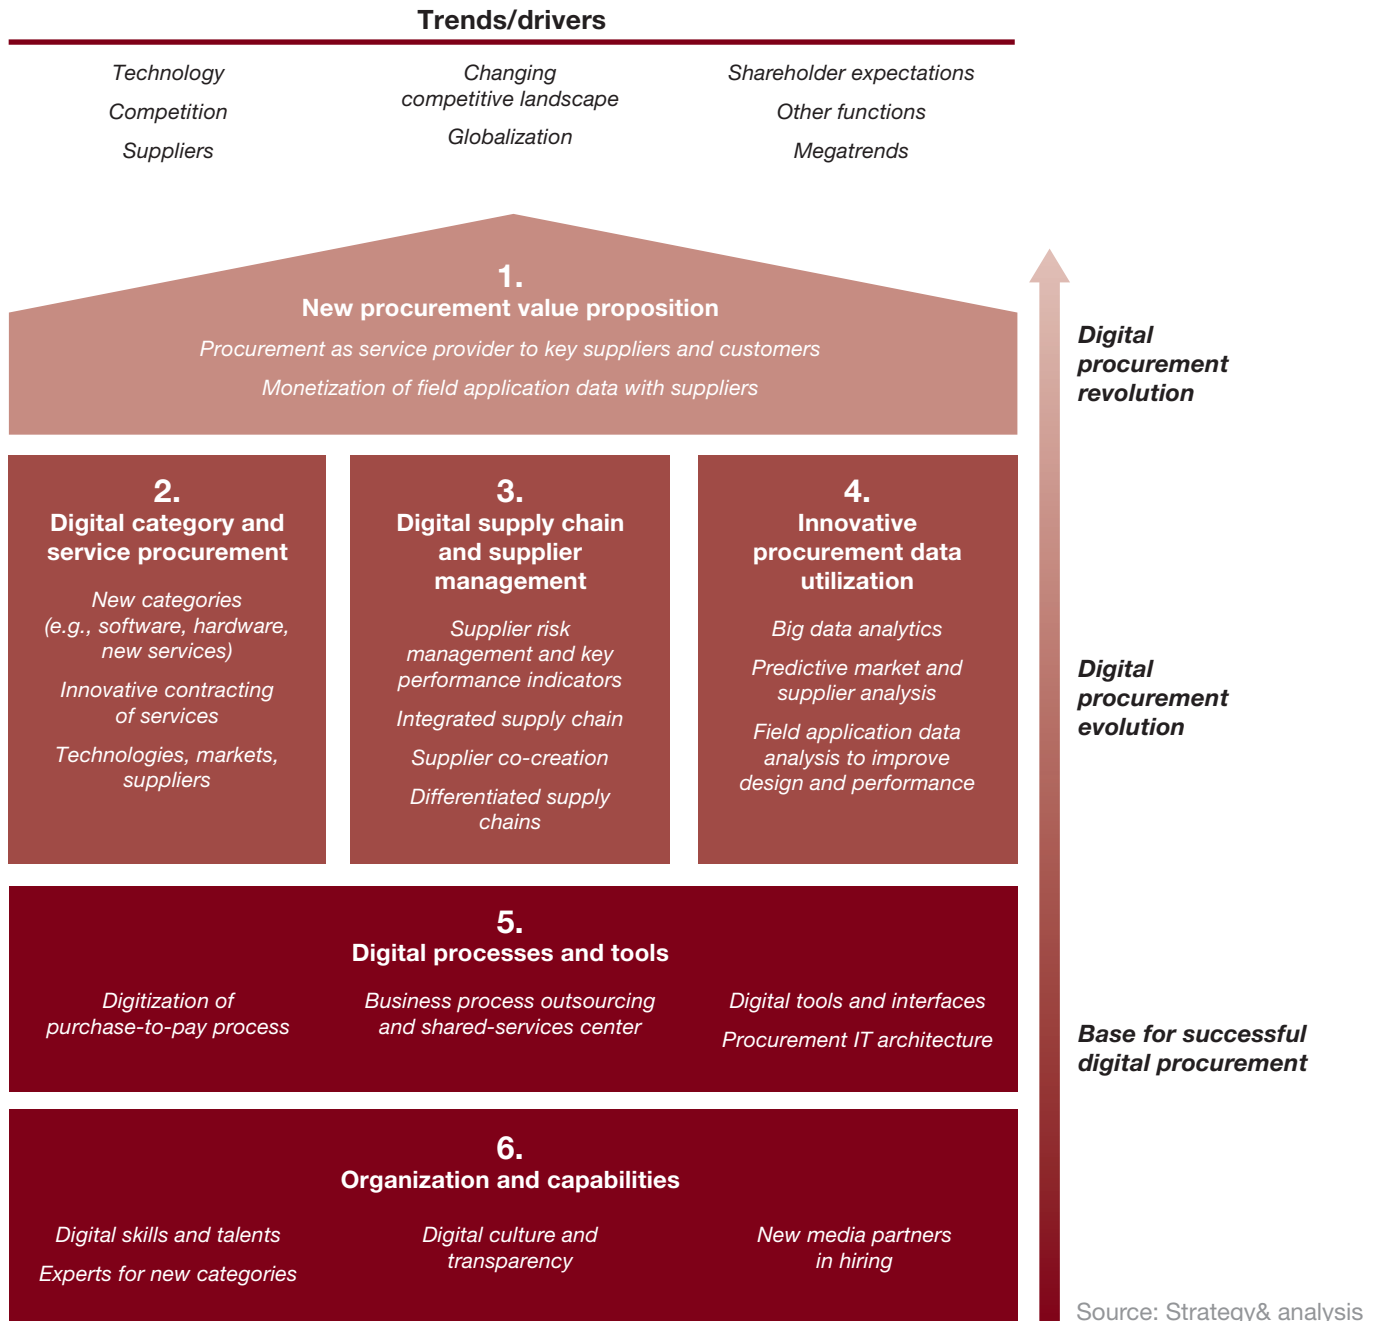 Trends/drivers
Technology
Competition
Suppliers
Changing
competitive landscape
Globalization
Shareholder expectations
Other functions
Megatrends
1.
New procurement value proposition
Procurement as service provider to key suppliers and customers
Monetization of field application data with suppliers
Digital
procurement
revolution
2.
Digital category and
service procurement
New categories
(e.g., software, hardware,
new services)
Innovative contracting
of services
Technologies, markets,
suppliers
3.
Digital supply chain
and supplier
management
Supplier risk
management and key
performance indicators
Integrated supply chain
Supplier co-creation
Differentiated supply
chains
4.
Innovative
procurement data
utilization
Big data analytics
Predictive market and
supplier analysis
Field application data
analysis to improve
design and performance
Digital
procurement
evolution
5.
Digital processes and tools
Digitization of
purchase-to-pay process
Business process outsourcing
and shared-services center
Digital tools and interfaces
Procurement IT architecture
Base for successful
digital procurement
6.
Organization and capabilities
Digital skills and talents
Experts for new categories
Digital culture and
transparency
New media partners
in hiring
Source: Strategy& analysis